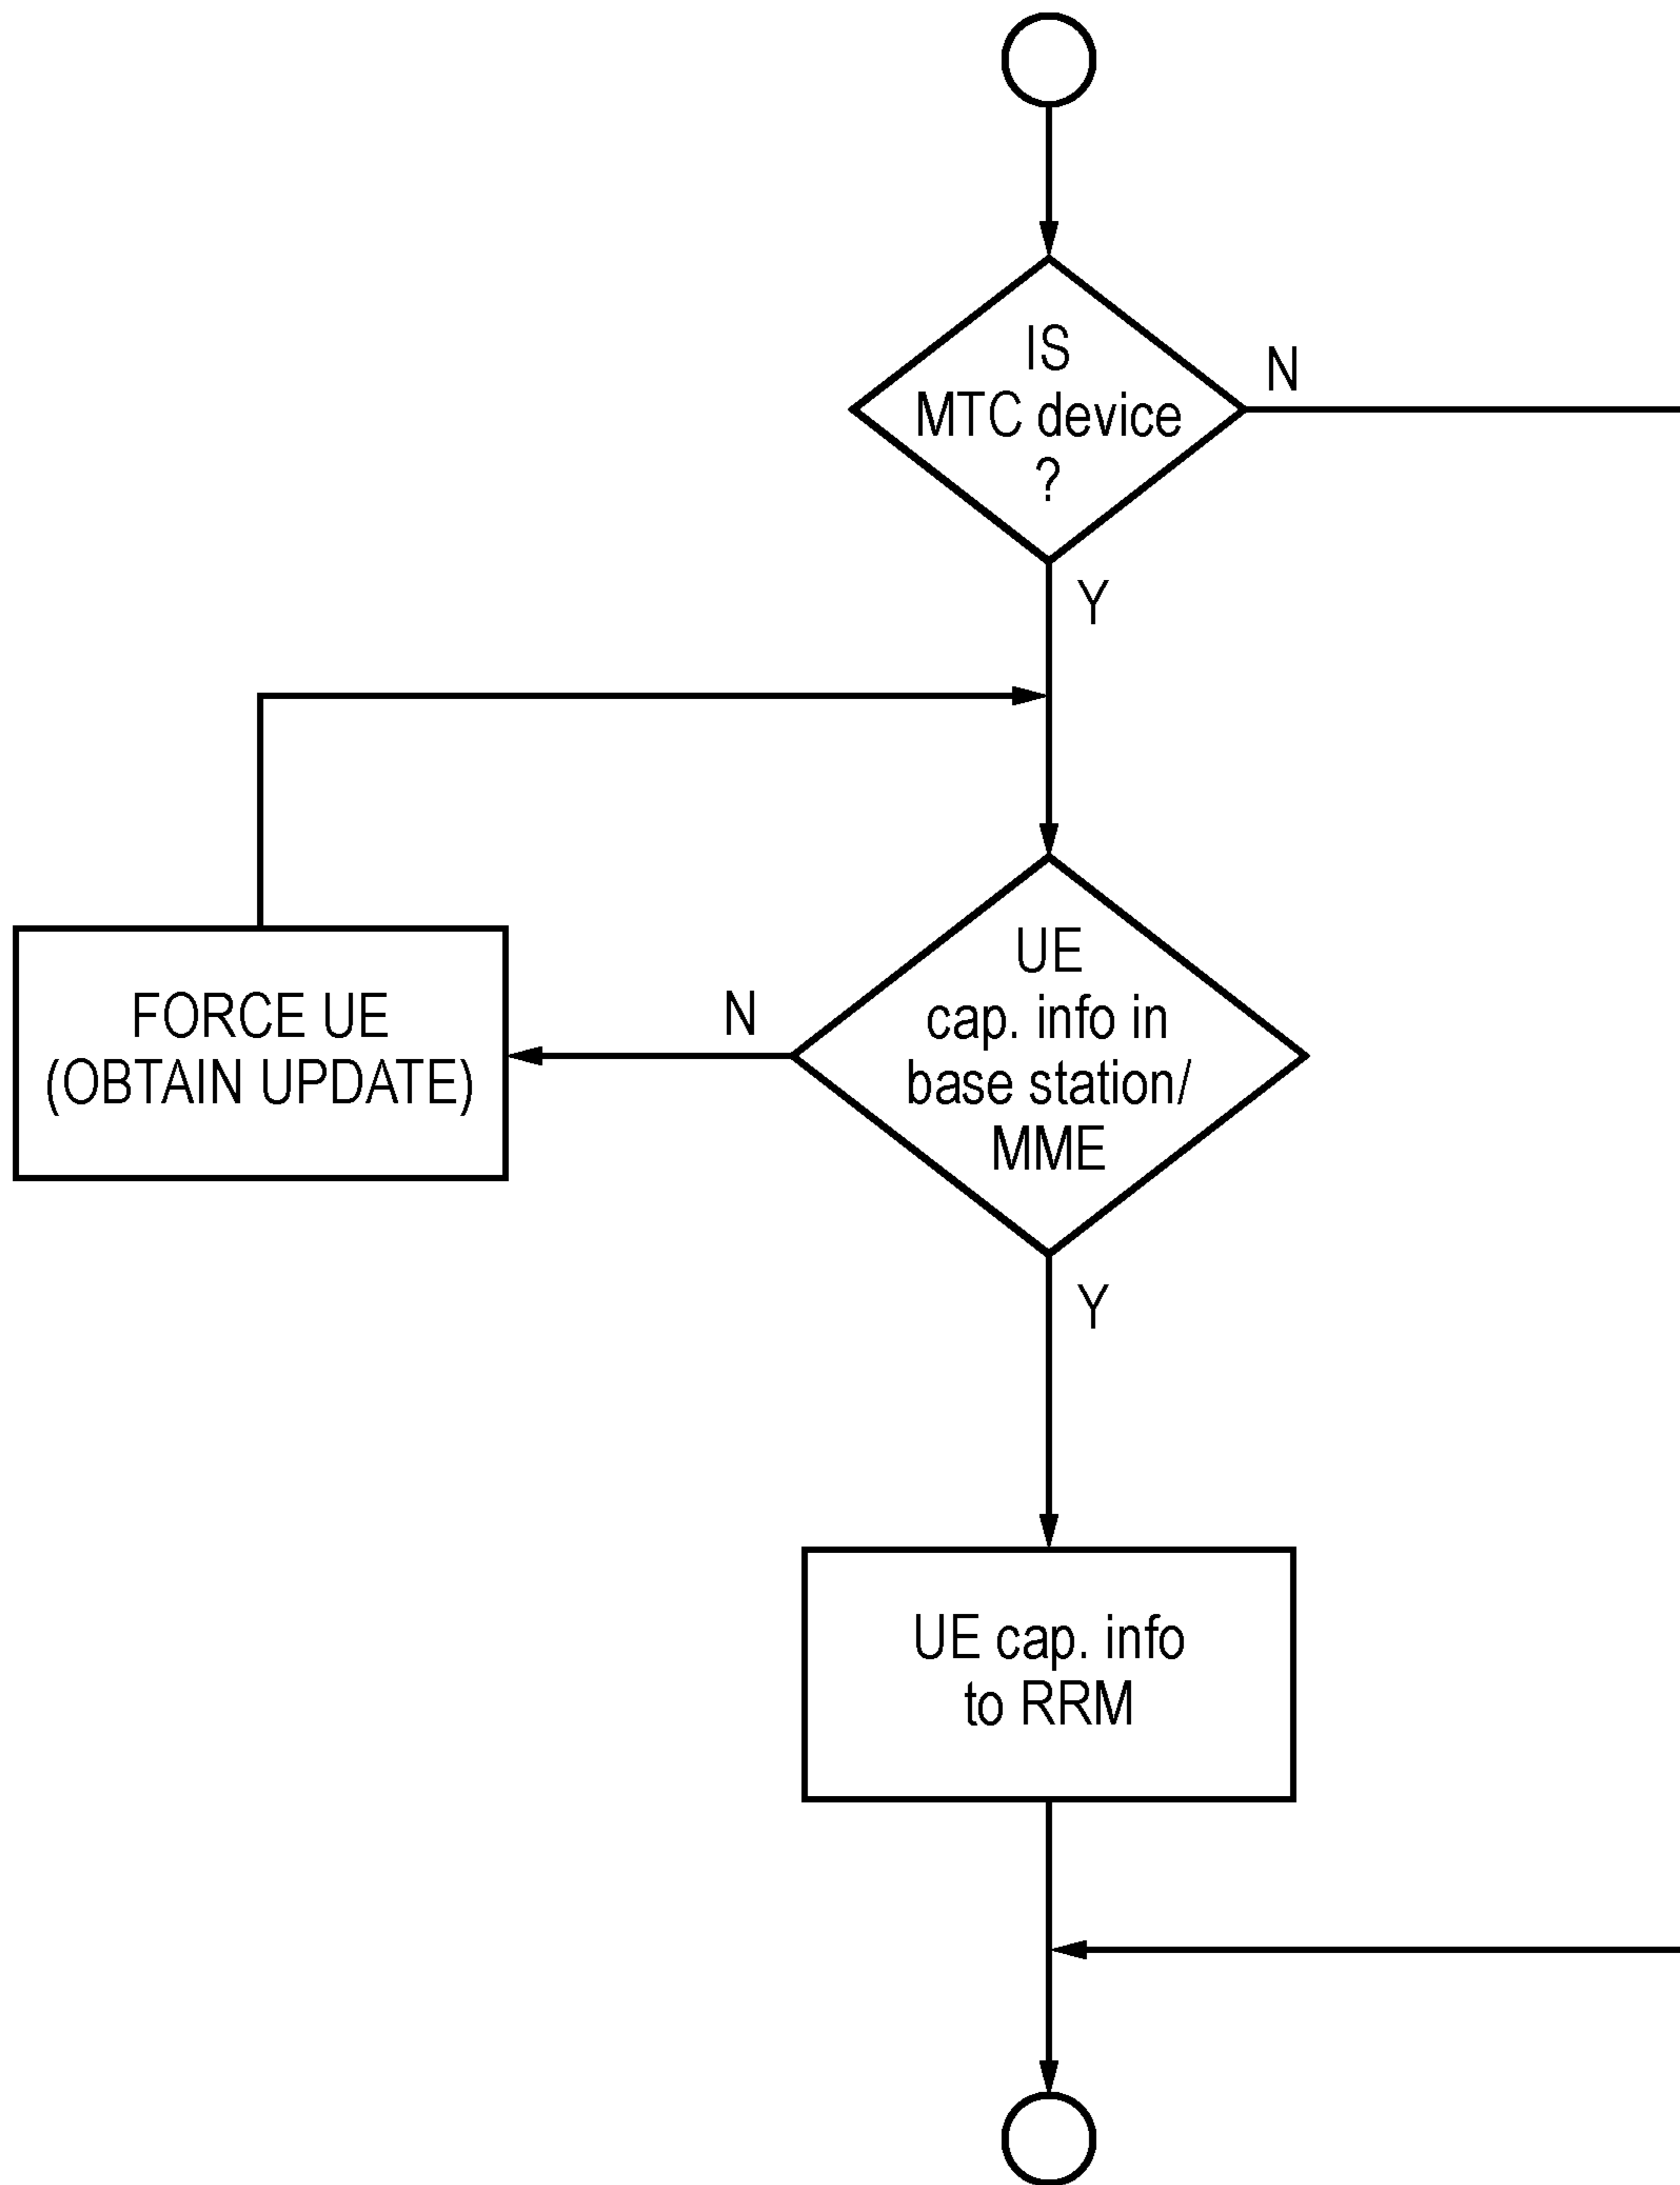 IS
MTC device
?
N
Y
UE
cap. info in
base station/
MME
N
FORCE UE
(OBTAIN UPDATE)
Y
UE cap. info
to RRM